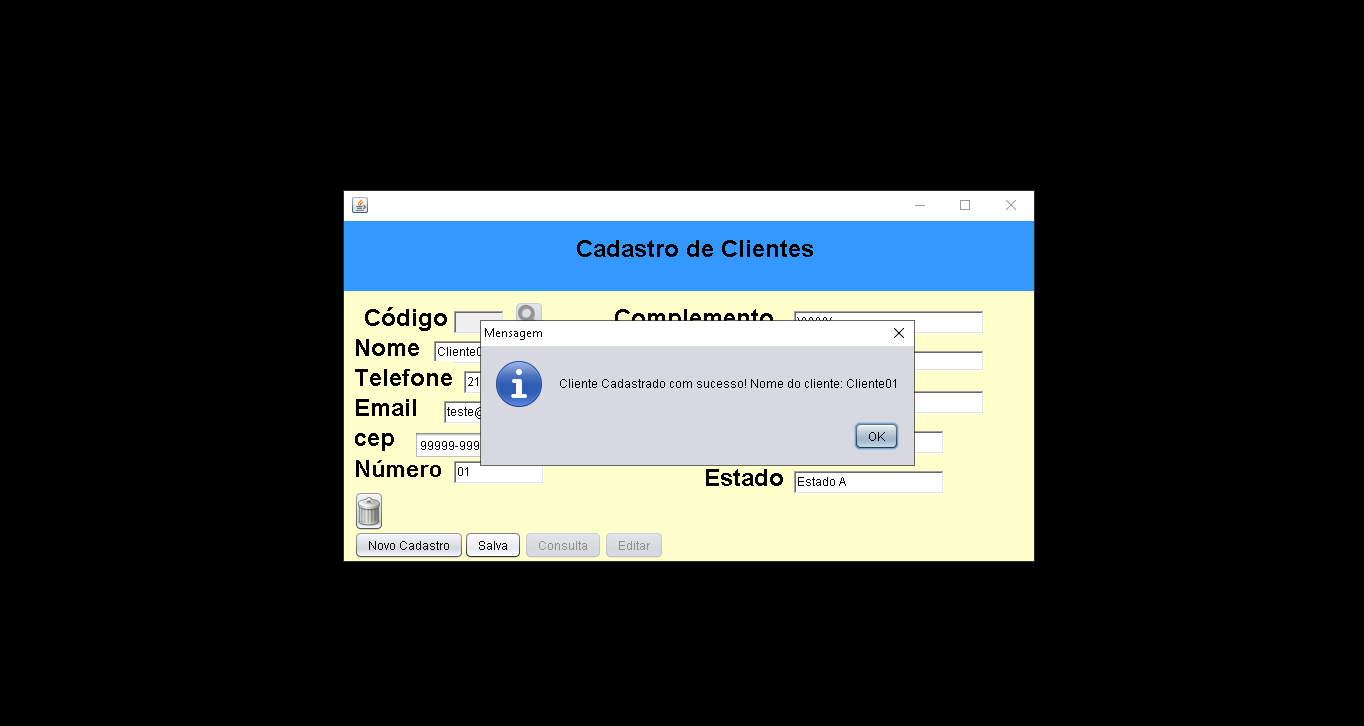 Cadastro de Clientes
Código
Complemento
Nome
Cliente0
Mensagem
Telefone
21
Cliente Cadastrado com sucesso! Nome do cliente: Cliente01
Email
teste@
OK
cep
99999-999
Número
01
Estado
Estado A
Novo Cadastro
Salva
Consulta
Editar